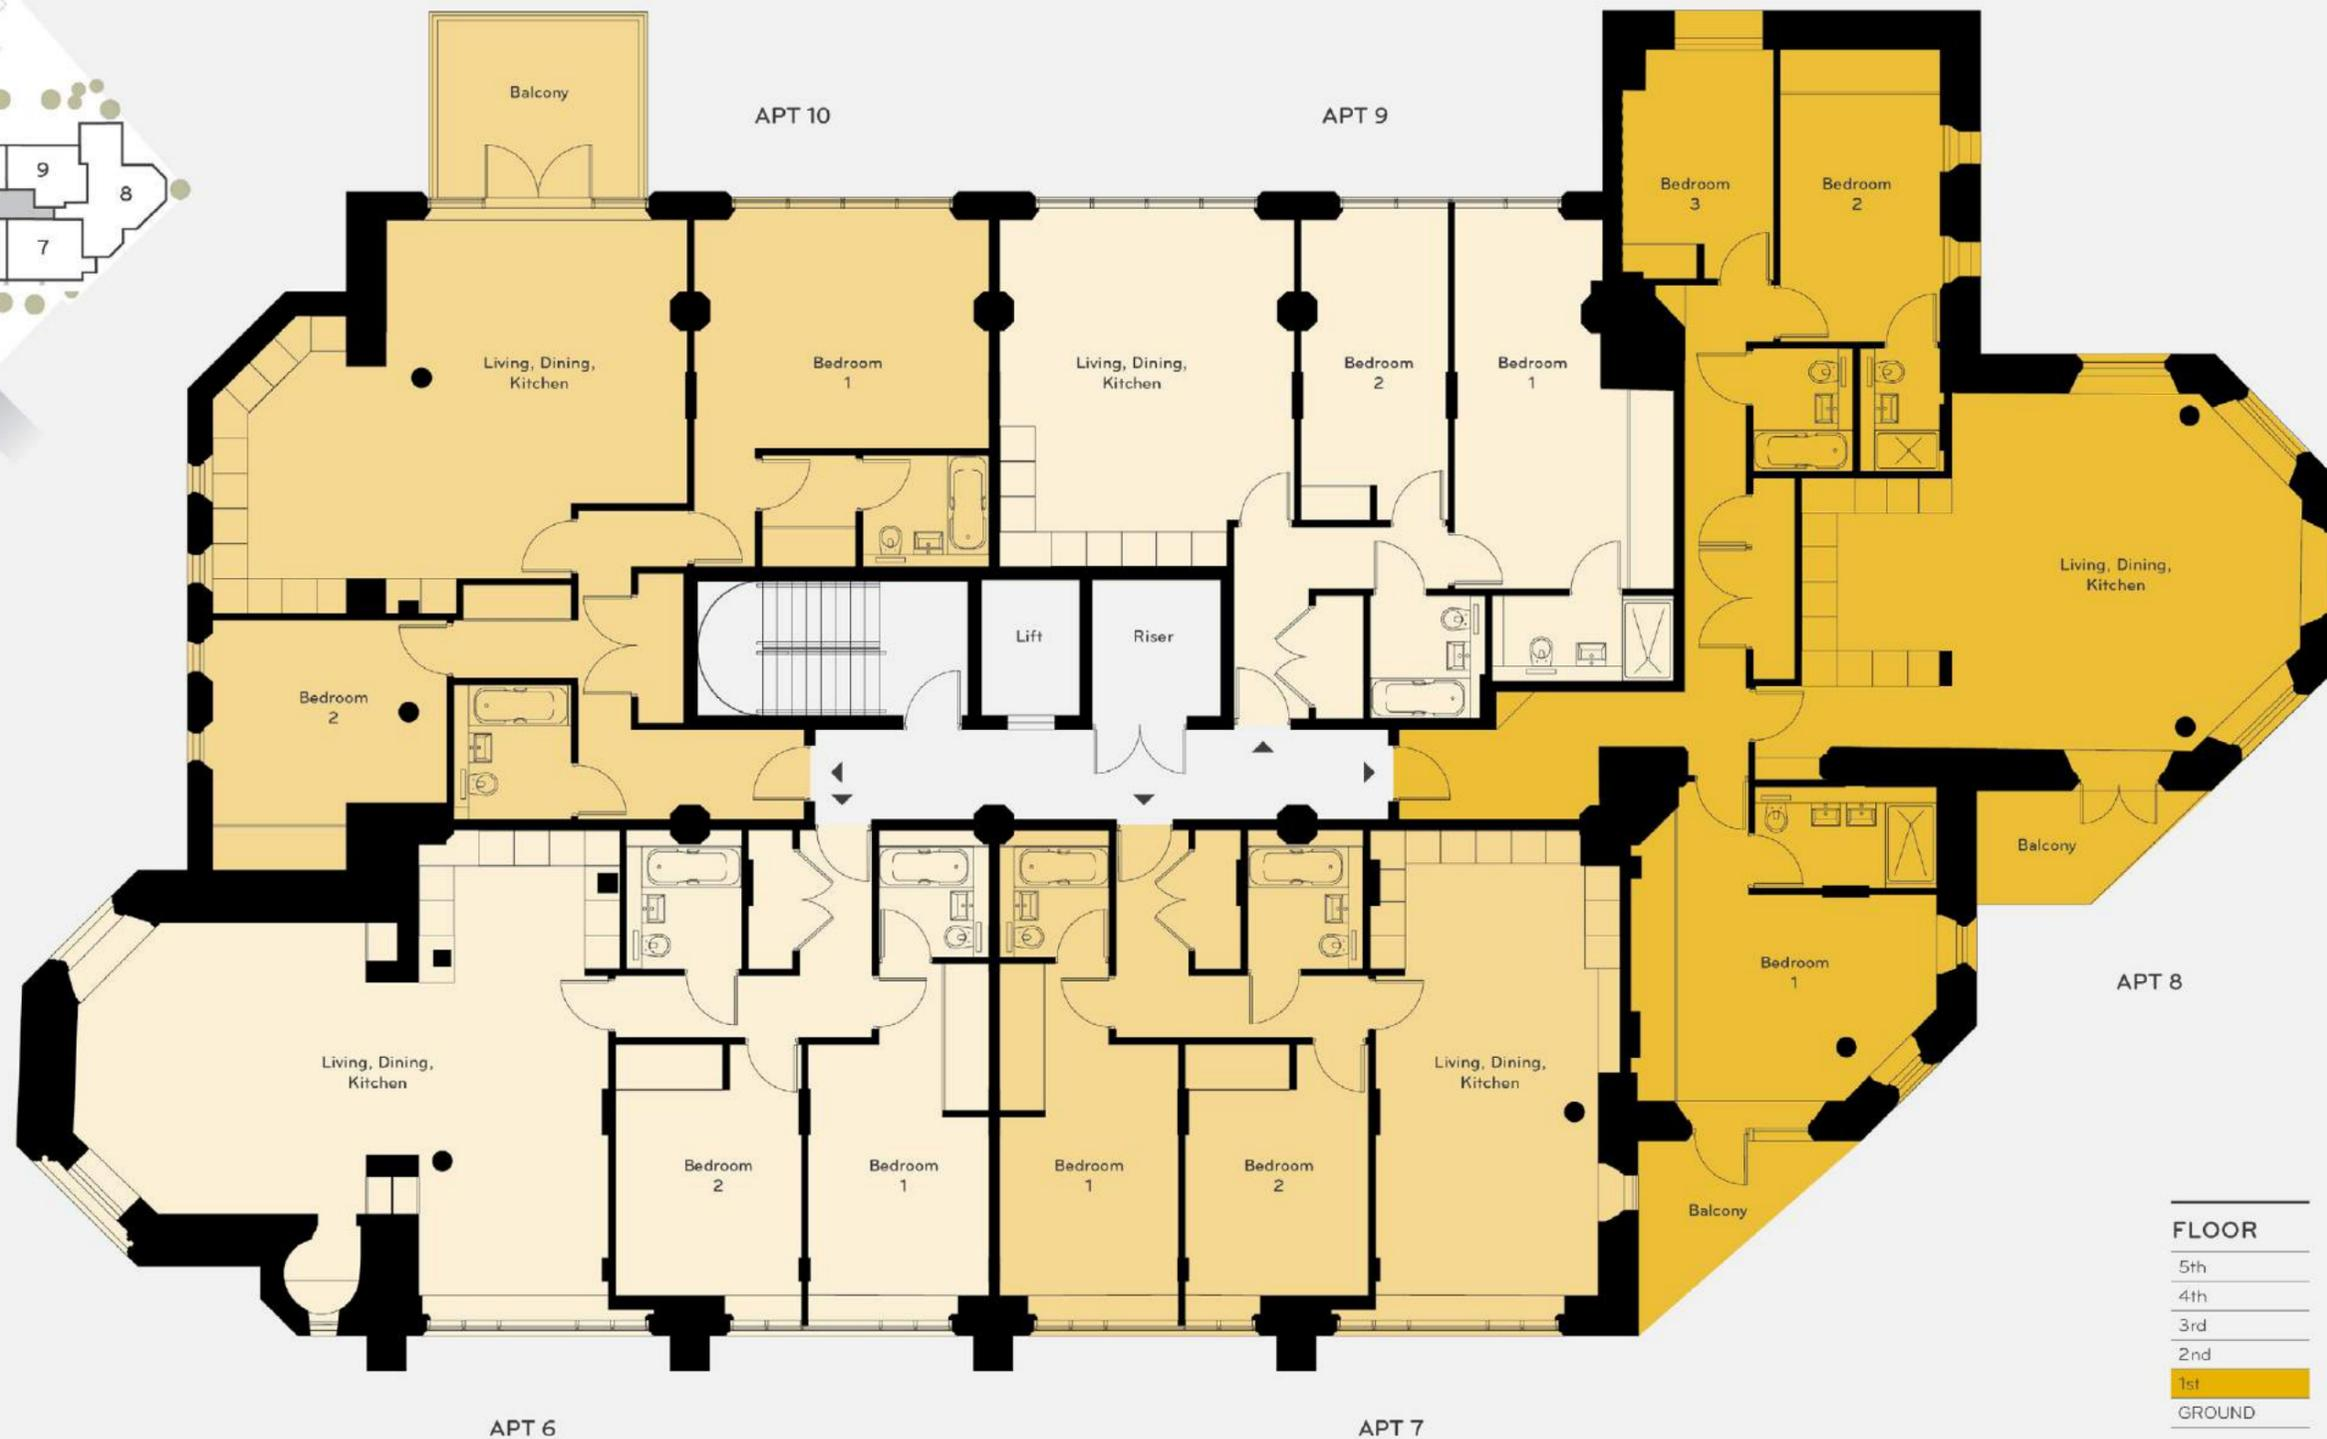 9
8
7
Balcony
APT 10
APT 9
Bedroom
3
Bedroom
2
Living, Dining,
Kitchen
Bedroom
1
Living, Dining,
Kitchen
Bedroom
2
Bedroom
1
Living, Dining,
Kitchen
Lift
Riser
Bedroom
2
Balcony
Bedroom
1
APT 8
Living, Dining,
Kitchen
Living, Dining,
Kitchen
Bedroom
2
Bedroom
1
Bedroom
1
Bedroom
2
Balcony
FLOOR
5th
4th
3rd
2nd
1st
GROUND
APT 6
APT 7